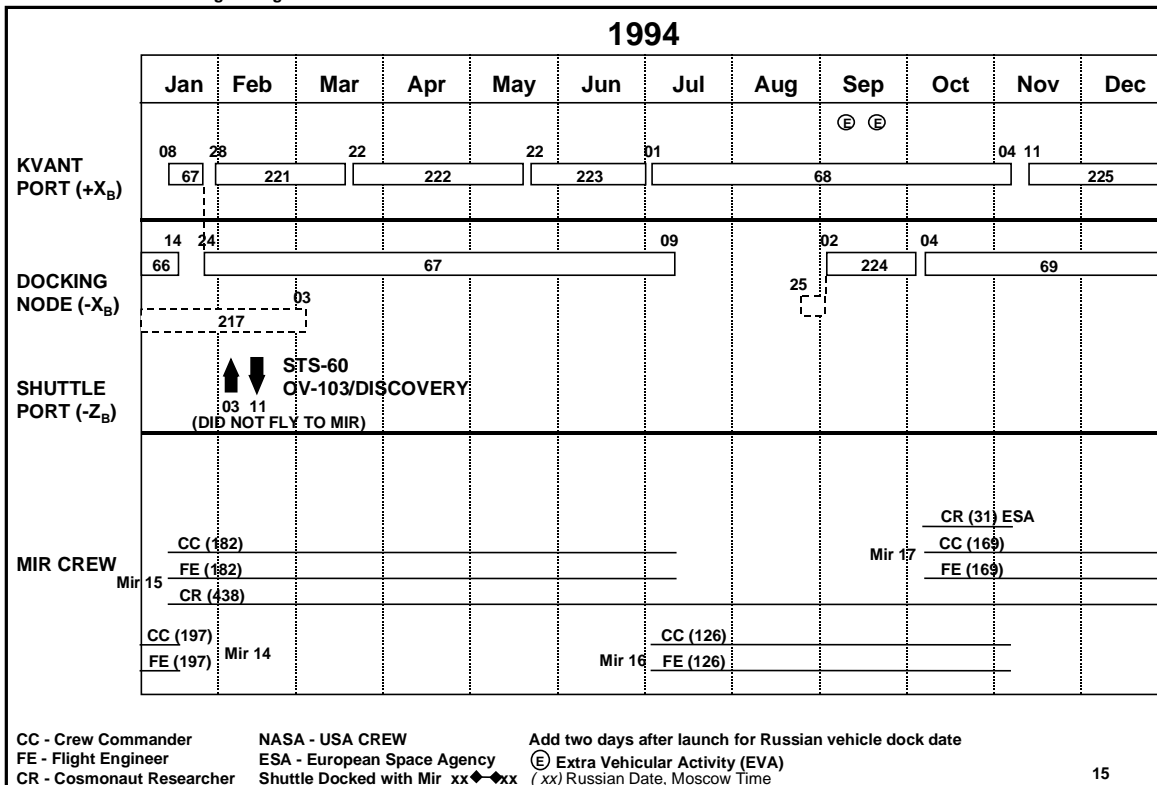 1994
Jan Feb Mar Apr May Jun Jul Aug Sep Oct Nov Dec
E E
KVANT
PORT (+XB)
08 28 22 22 01 04 11
67 221 222 223 68 225
14 24 09 02 04
66 67 224 69
DOCKING
NODE (-XB)
03 25
217
SHUTTLE
PORT (-ZB)
STS-60
OV-103/DISCOVERY
03 11
(DID NOT FLY TO MIR)
MIR CREW
CR (31) ESA
CC (182) Mir 17 CC (169)
Mir 15 FE (182) FE (169)
CR (438)
CC (197) CC (126)
FE (197) Mir 14 Mir 16 FE (126)
CC - Crew Commander NASA - USA CREW Add two days after launch for Russian vehicle dock date
FE - Flight Engineer ESA - European Space Agency E Extra Vehicular Activity (EVA)
CR - Cosmonaut Researcher Shuttle Docked with Mir xx◆◆xx ( xx) Russian Date, Moscow Time
15